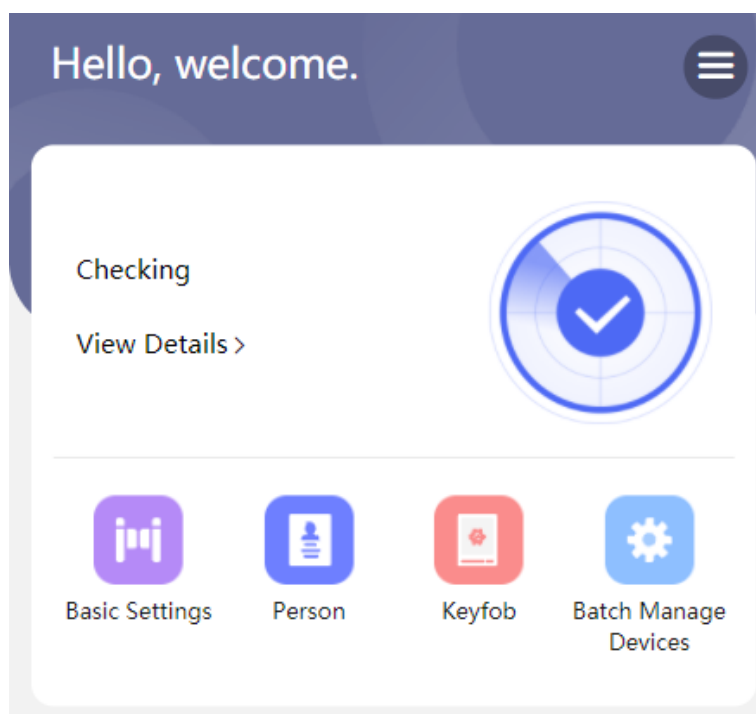 Hello, welcome.
Checking
View Details >
Basic Settings
Person
Keyfob
Batch Manage
Devices